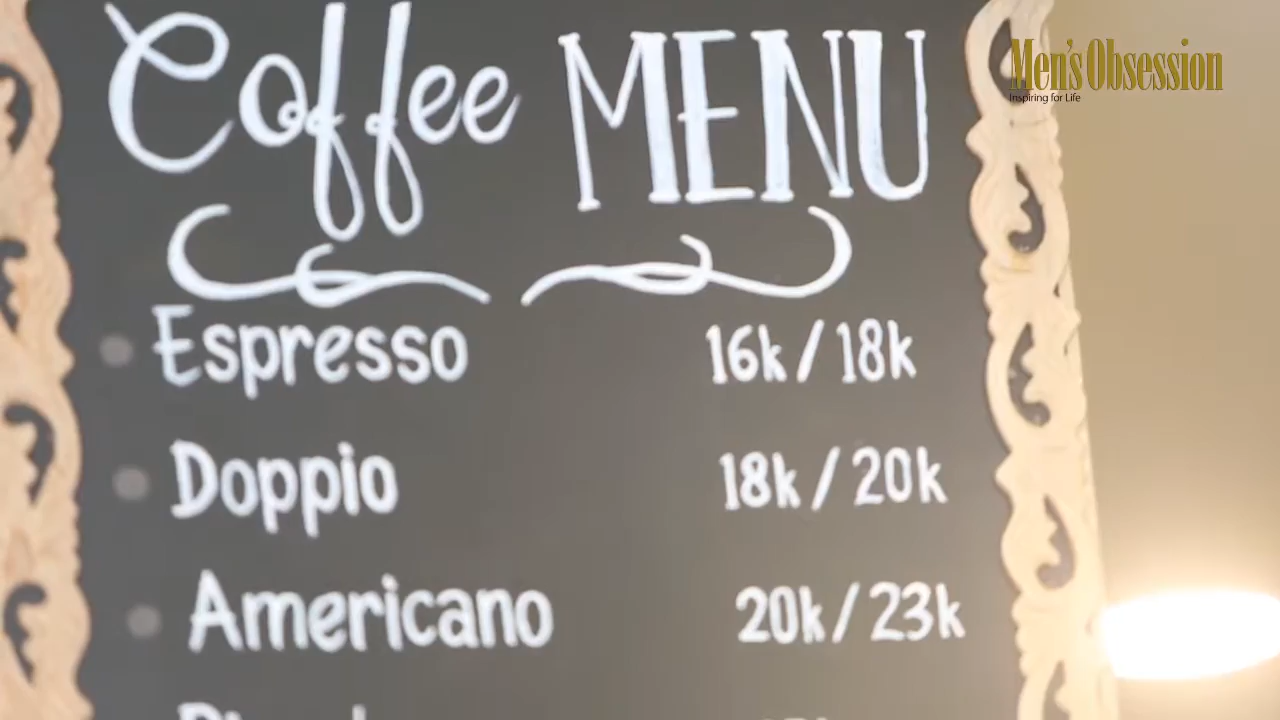 Coffee MENU
Men's Obsession
Inspiring for Life
Espresso 16k / 18k
Doppio 18k / 20k
Americano 20k / 23k